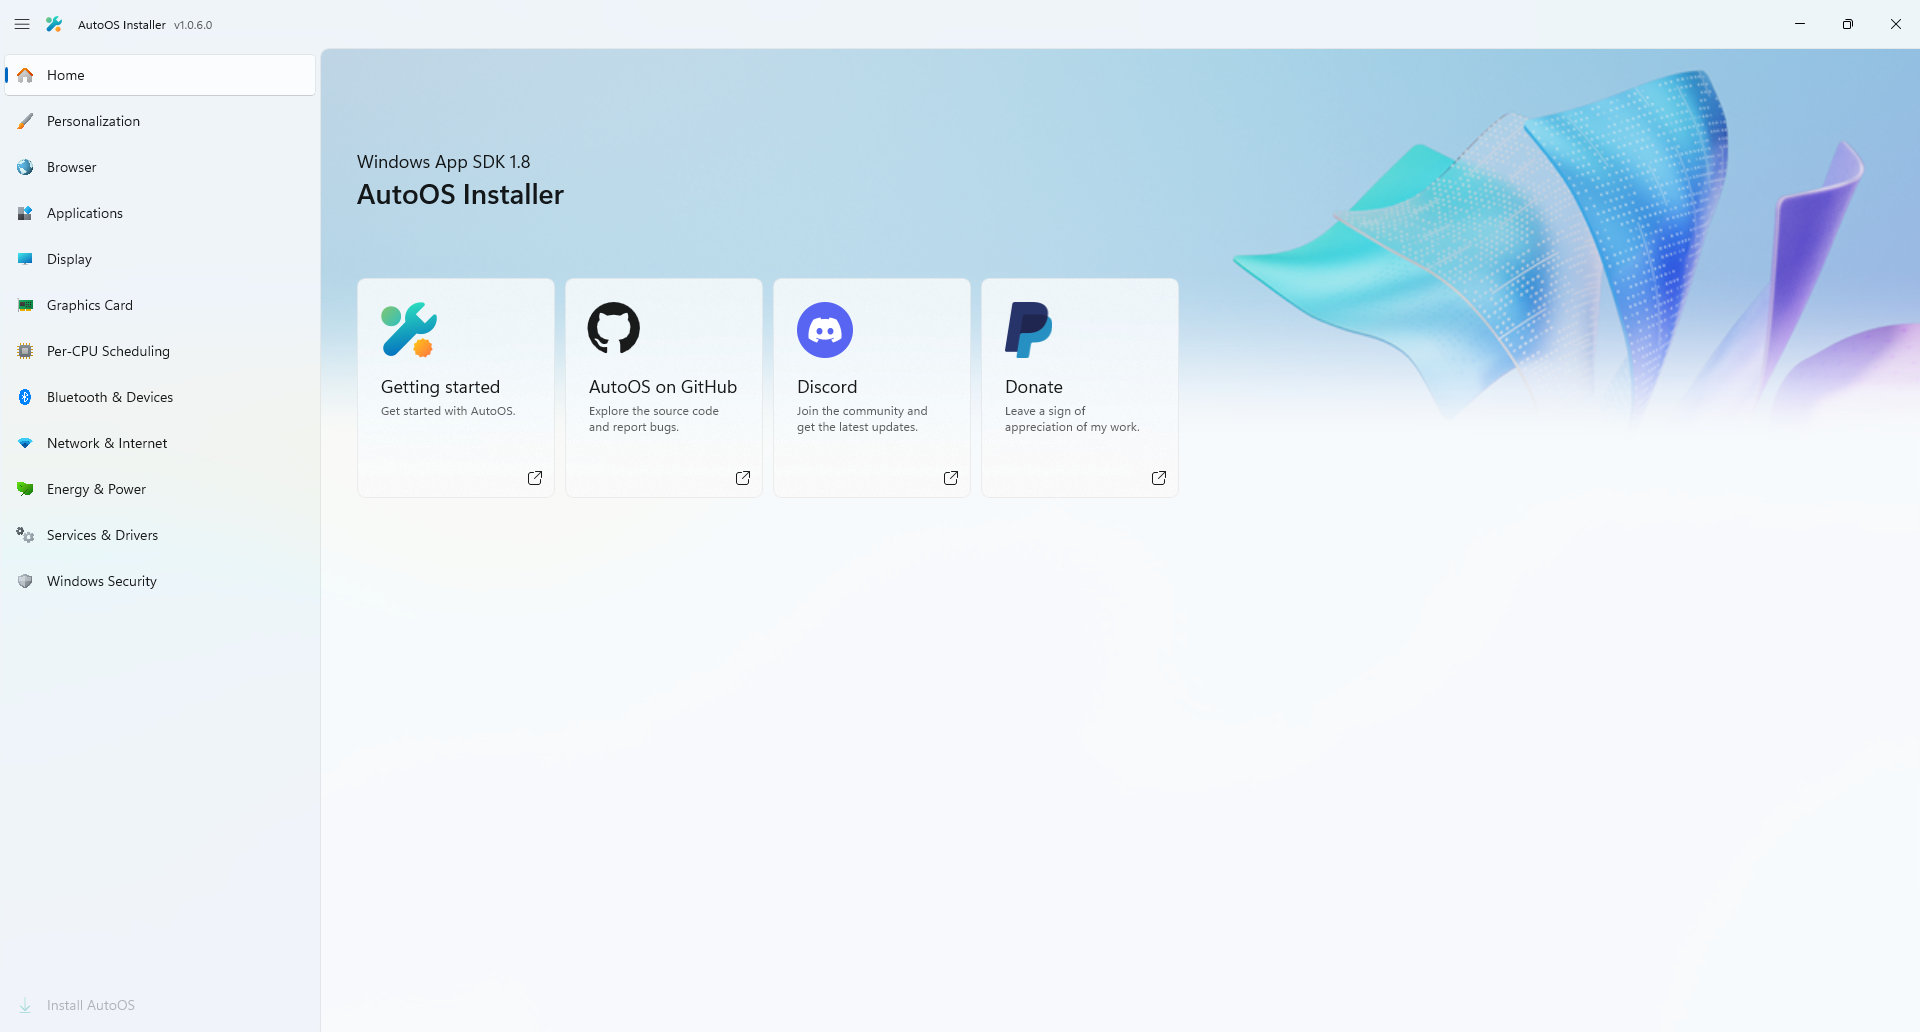 AutoOS Installer v1.0.6.0
Home
Personalization
Browser
Applications
Display
Graphics Card
Per-CPU Scheduling
Bluetooth & Devices
Network & Internet
Energy & Power
Services & Drivers
Windows Security
Install AutoOS
Windows App SDK 1.8
AutoOS Installer
Getting started
Get started with AutoOS.
AutoOS on GitHub
Explore the source code
and report bugs.
Discord
Join the community and
get the latest updates.
Donate
Leave a sign of
appreciation of my work.